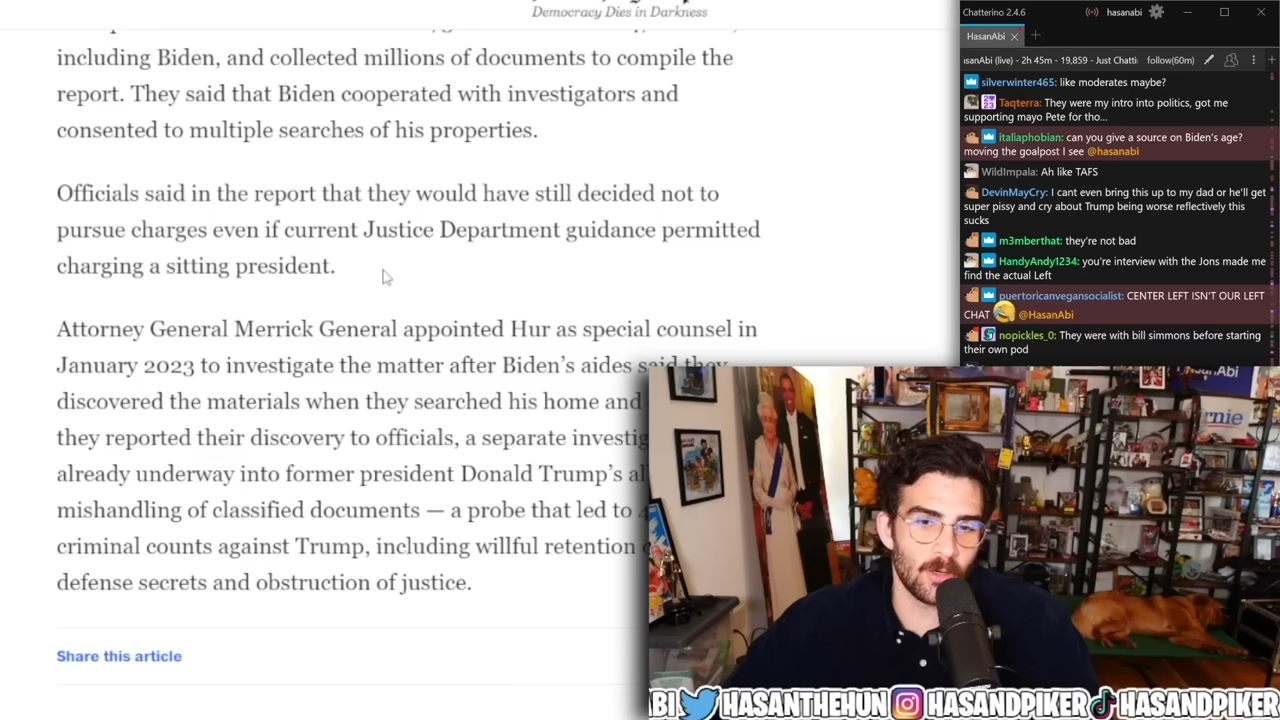 Democracy Dies in Darkness
including Biden, and collected millions of documents to compile the
report. They said that Biden cooperated with investigators and
consented to multiple searches of his properties.
Officials said in the report that they would have still decided not to
pursue charges even if current Justice Department guidance permitted
charging a sitting president.
Attorney General Merrick General appointed Hur as special counsel in
January 2023 to investigate the matter after Biden's aides said they
discovered the materials when they searched his home and
they reported their discovery to officials, a separate
already underway into former president Donald Trump's
mishandling of classified documents — a probe that led to
criminal counts against Trump, including willful retention
defense secrets and obstruction of justice.
Share this article
Chatterino 2.4.6
hasanabi
HasanAbi
(live) - 2h 45m - 19,859 - Just
follow(60m)
silverwinter465: like moderates maybe?
Taqterra: They were my intro into politics, got me
supporting mayo Pete for tho...
italiaphobian: can you give a source on Biden's age?
moving the goalpost I see @hasanabi
WildImpala: Ah like TAFS
DevinMayCry: I cant even bring this up to my dad or he'll get
super pissy and cry about Trump being worse reflectively this
sucks
m3mberthat: they're not bad
HandyAndy1234: you're interview with the Jons made me
find the actual Left
puertoricanvegansocialist: CENTER LEFT ISN'T OUR LEFT
CHAT @HasanAbi
nopickles_0: They were with bill simmons before starting
their own pod
HASANTHEHUN
HASANDPIKER
HASANDPIKER